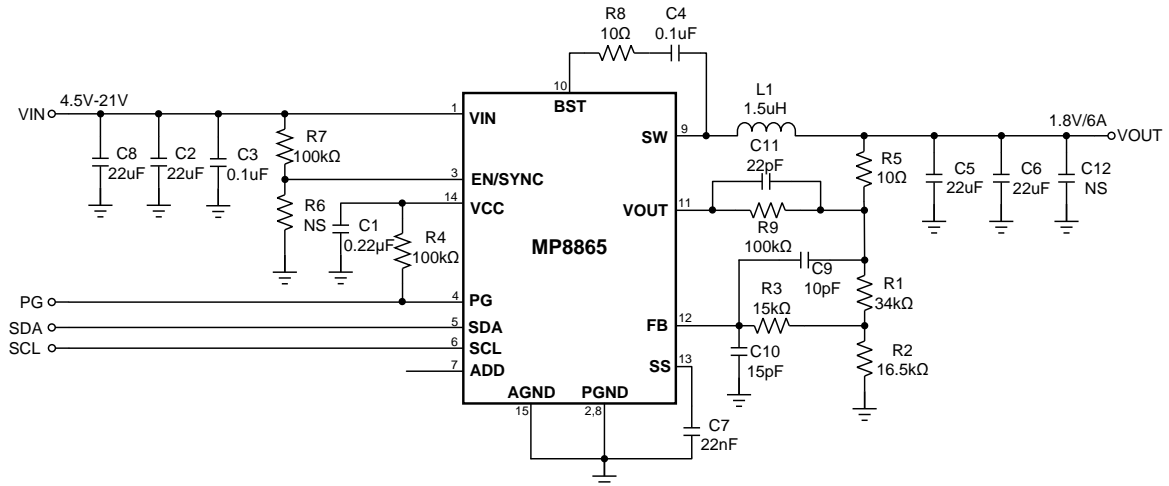 R8
10Ω
C4
0.1uF
10
BST
VIN
4.5V-21V
1
VIN
SW
9
L1
1.5uH
1.8V/6A
VOUT
C8
22uF
C2
22uF
C3
0.1uF
R7
100kΩ
C11
22pF
R5
10Ω
C5
22uF
C6
22uF
C12
NS
3
EN/SYNC
R6
NS
14
VCC
VOUT
11
R9
100kΩ
C1
0.22µF
R4
100kΩ
MP8865
C9
10pF
R1
34kΩ
PG
4
PG
R3
15kΩ
SDA
5
SDA
FB
12
SCL
6
SCL
C10
15pF
R2
16.5kΩ
7
ADD
SS
13
AGND
PGND
15
2,8
C7
22nF